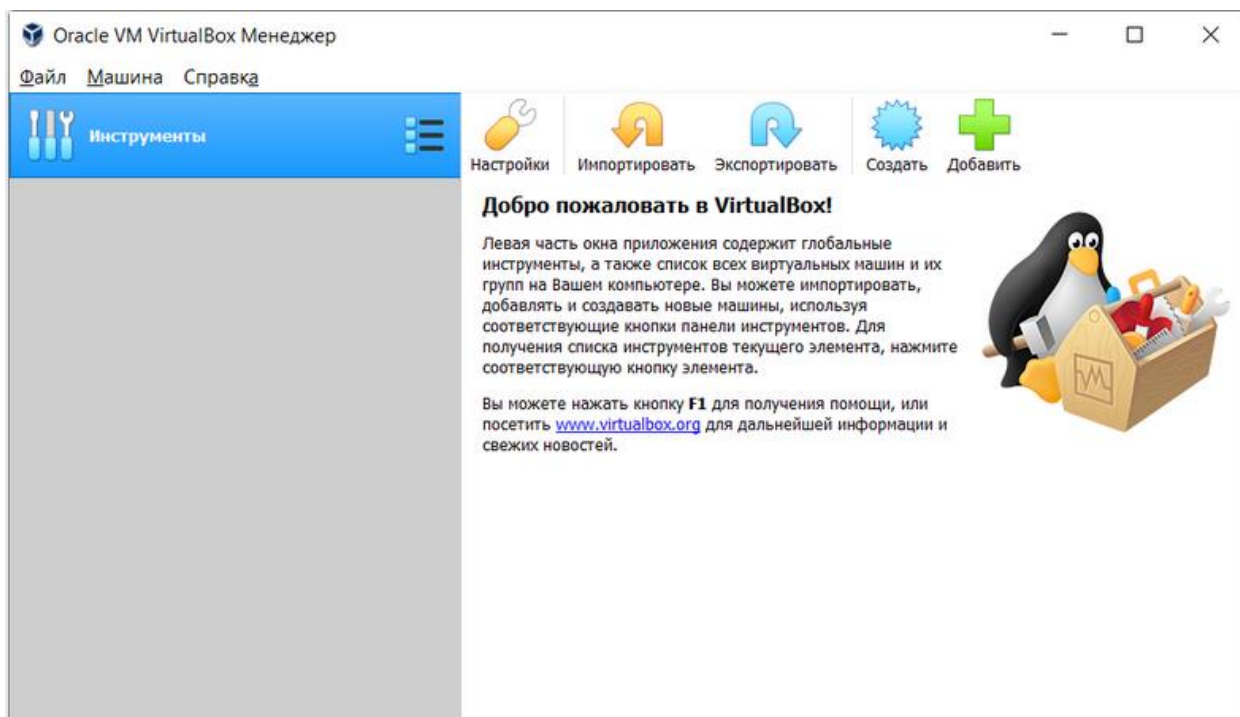 Oracle VM VirtualBox Менеджер
Файл Машина Справка
Инструменты
Настройки Импортировать Экспортировать Создать Добавить
Добро пожаловать в VirtualBox!
Левая часть окна приложения содержит глобальные
инструменты, а также список всех виртуальных машин и их
групп на Вашем компьютере. Вы можете импортировать,
добавлять и создавать новые машины, используя
соответствующие кнопки панели инструментов. Для
получения списка инструментов текущего элемента, нажмите
соответствующую кнопку элемента.
Вы можете нажать кнопку F1 для получения помощи, или
посетить www.virtualbox.org для дальнейшей информации и
свежих новостей.